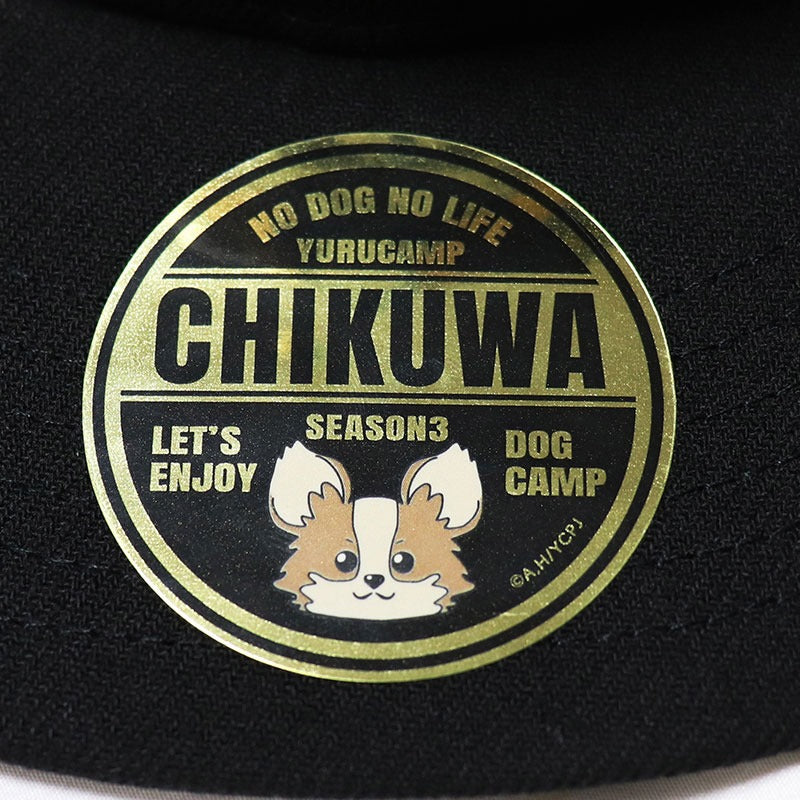 NO DOG NO LIFE
YURUCAMP
CHIKUWA
SEASON3
LET'S
ENJOY
DOG
CAMP
©A.H/YCPJ